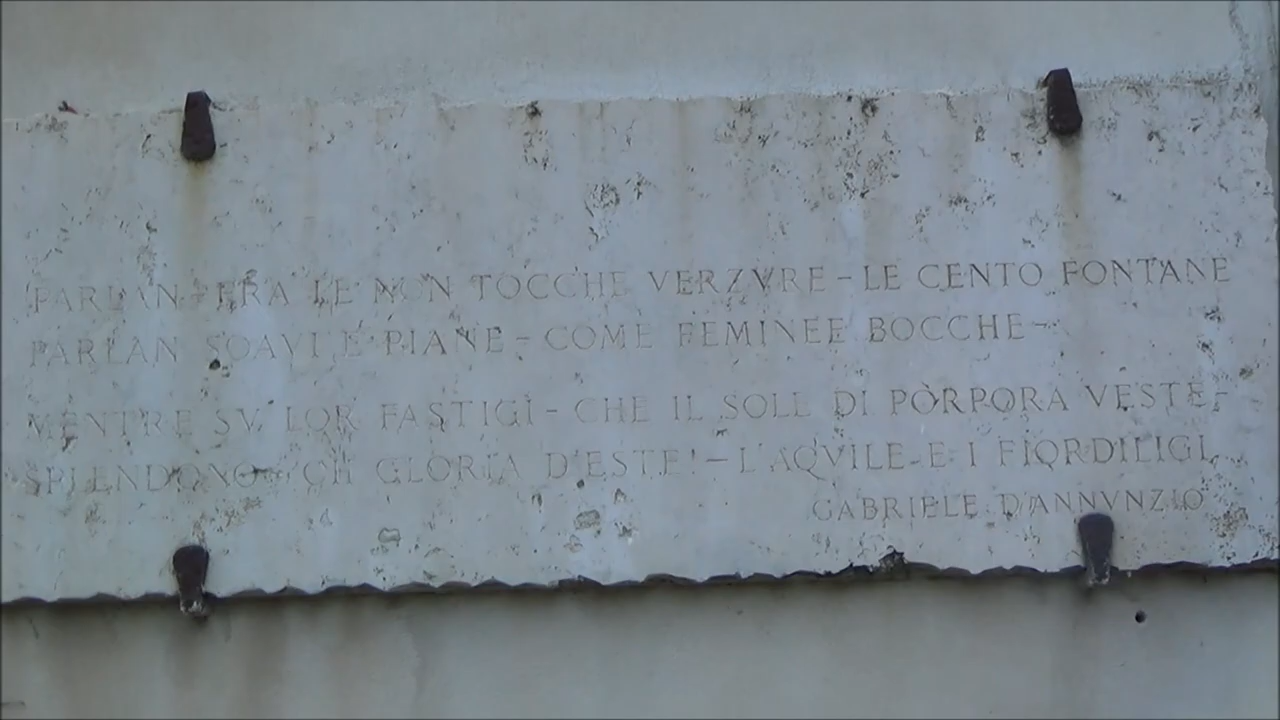 PARLAN FRA LE NON TOCCHE VERZVRE – LE CENTO FONTANE
PARLAN SOAVI E PIANE – COME FEMINEE BOCCHE –
MENTRE SV LOR FASTIGI – CHE IL SOLE DI PÒRPORA VESTE –
SPLENDONO OH GLORIA D'ESTE! – L'AQVILE E I FIORDILIGI
GABRIELE D'ANNVNZIO